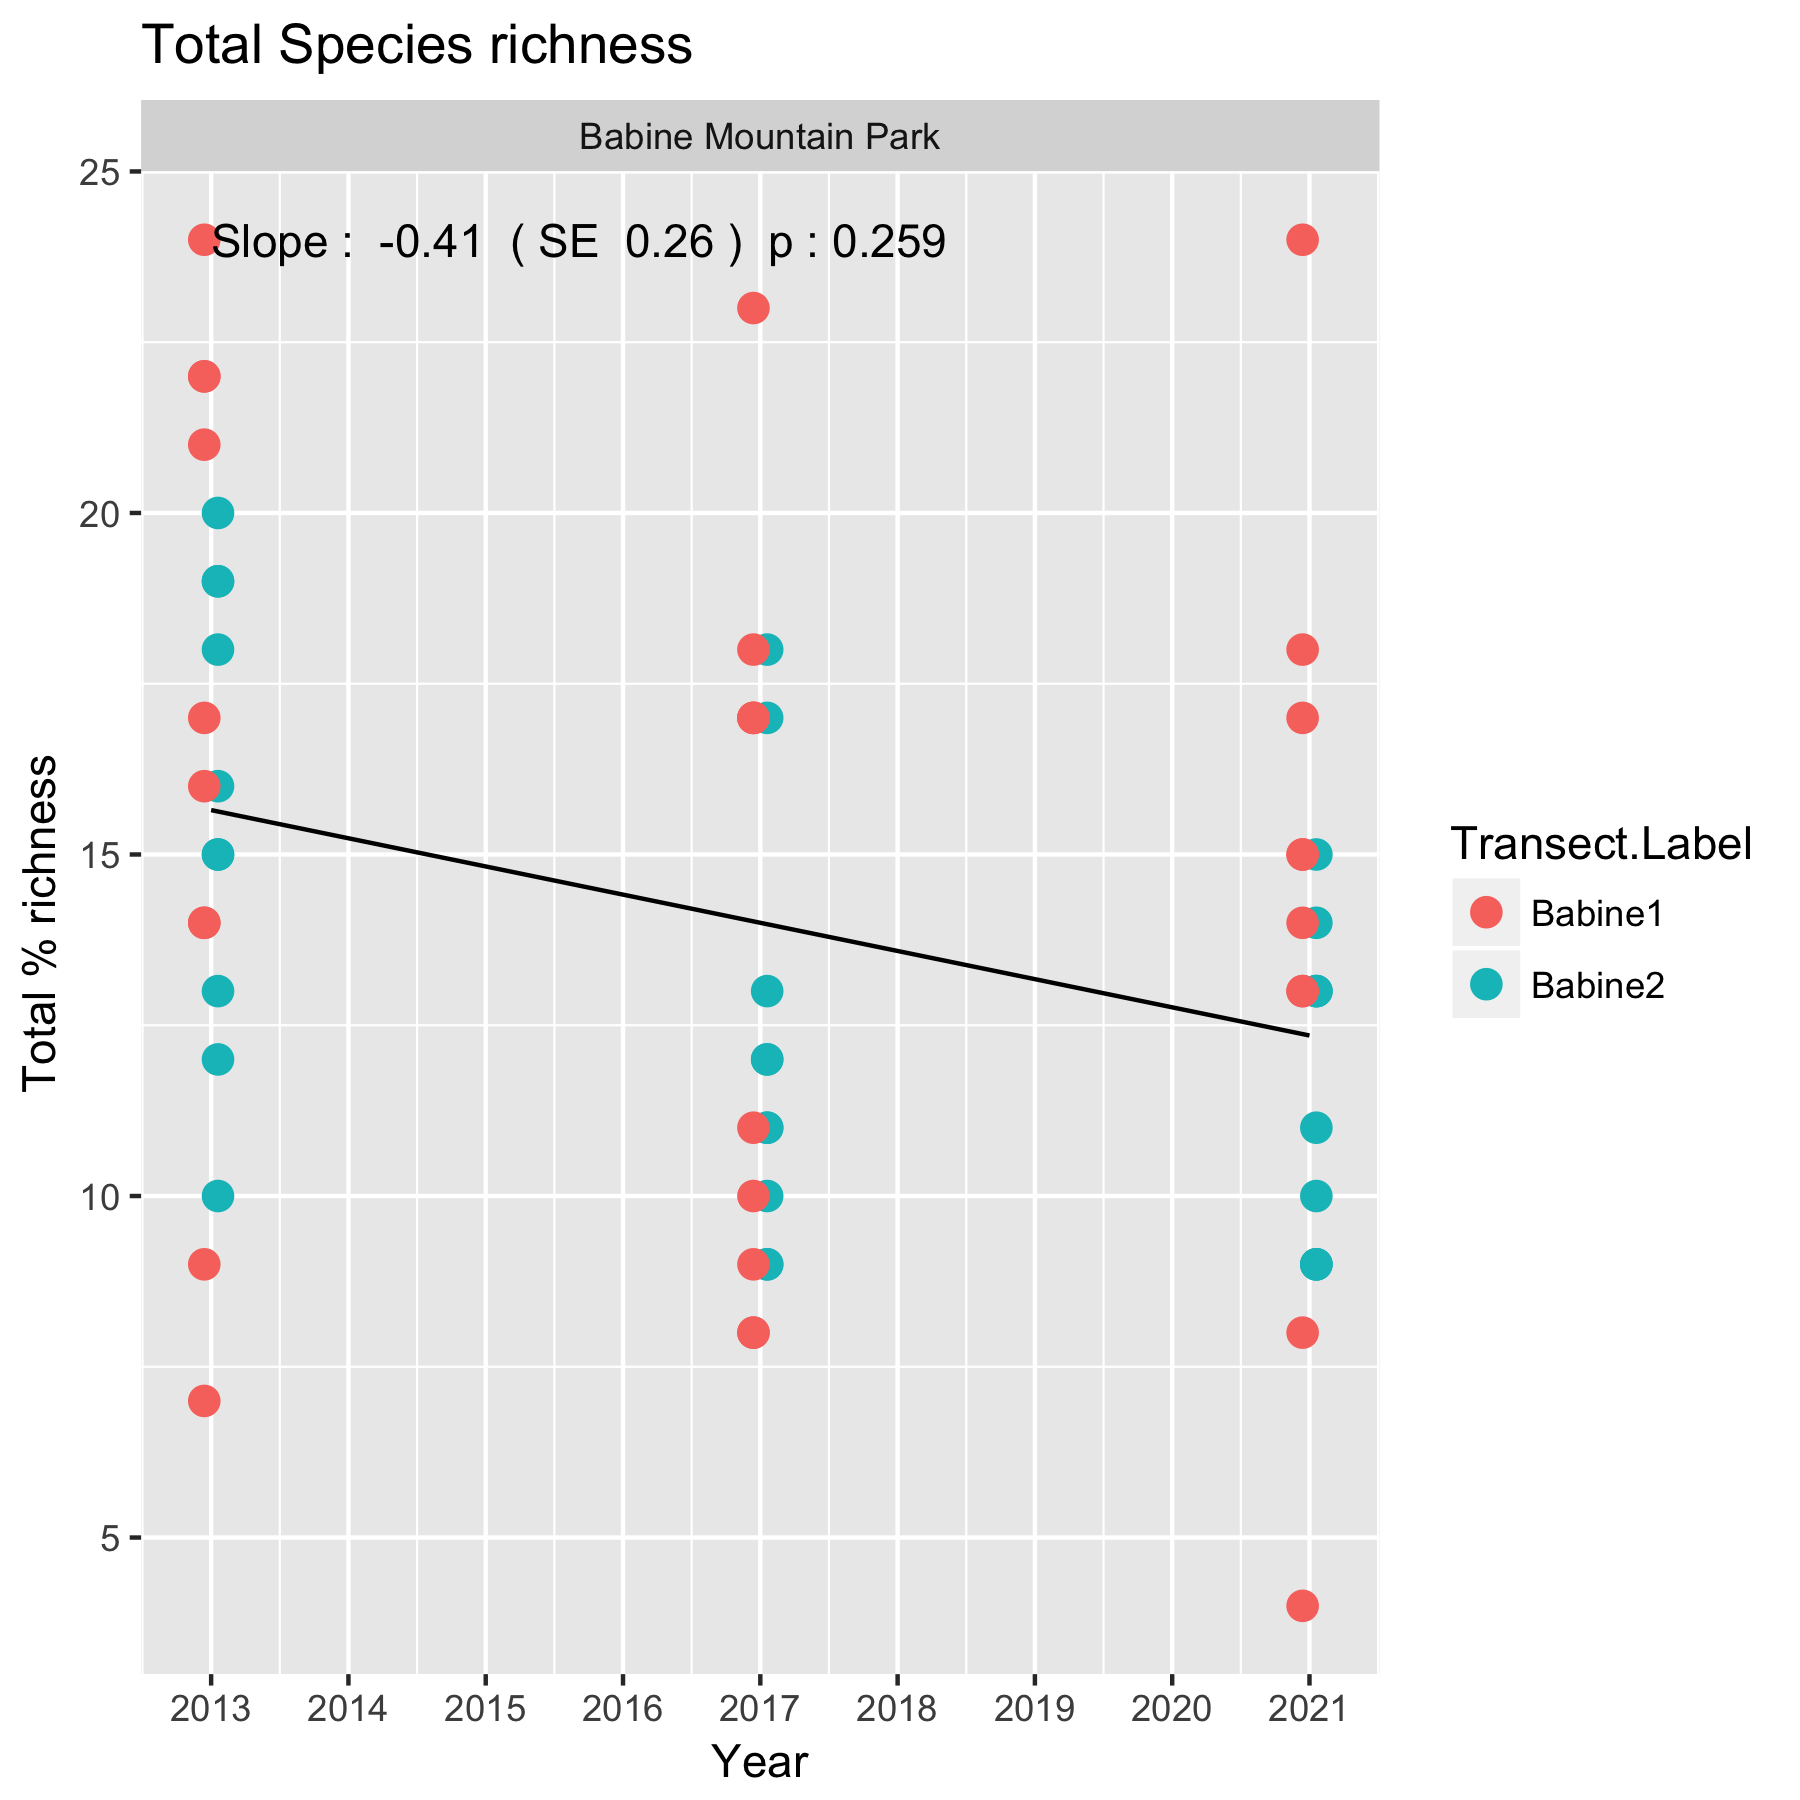 Total Species richness
Babine Mountain Park
Slope : -0.41 ( SE 0.26 ) p : 0.259
25
20
15
10
5
Total % richness
2013 2014 2015 2016 2017 2018 2019 2020 2021
Year
Transect.Label
Babine1
Babine2